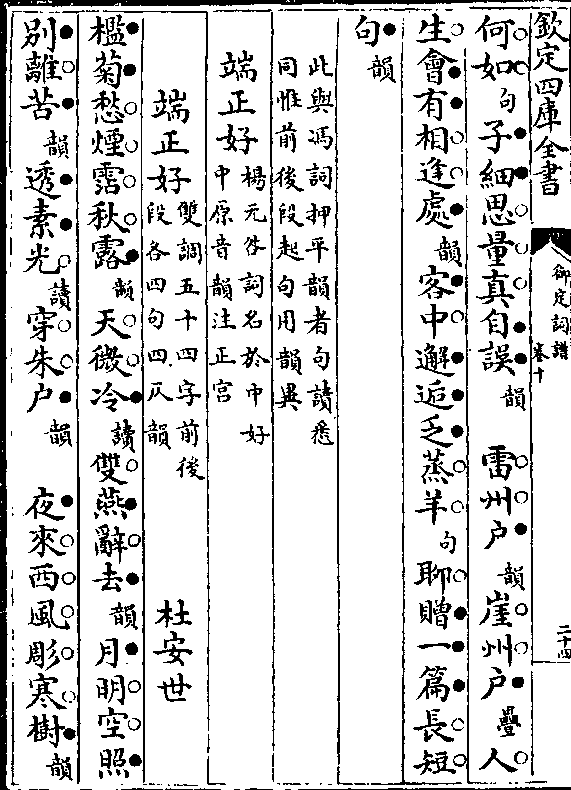 欽定四庫全書
御定詞譜
卷十
二十四
何如句子細思量真自誤韻 雷州户韻崖州户疊人
生會有相逢處韻客中邂逅乏蒸羊句聊贈一篇長短
句韻
此與馮詞押平韻者句讀悉
同惟前後段起句用韻異
端正好
楊元咎詞名於中好
中原音韻注正宮
端正好
雙調五十四字前後
段各四句四仄韻
杜安世
檻菊愁煙霑秋露韻天微冷讀雙燕辭去韻月明空照
別離苦韻透素光讀穿朱户韻 夜來西風彫寒樹韻